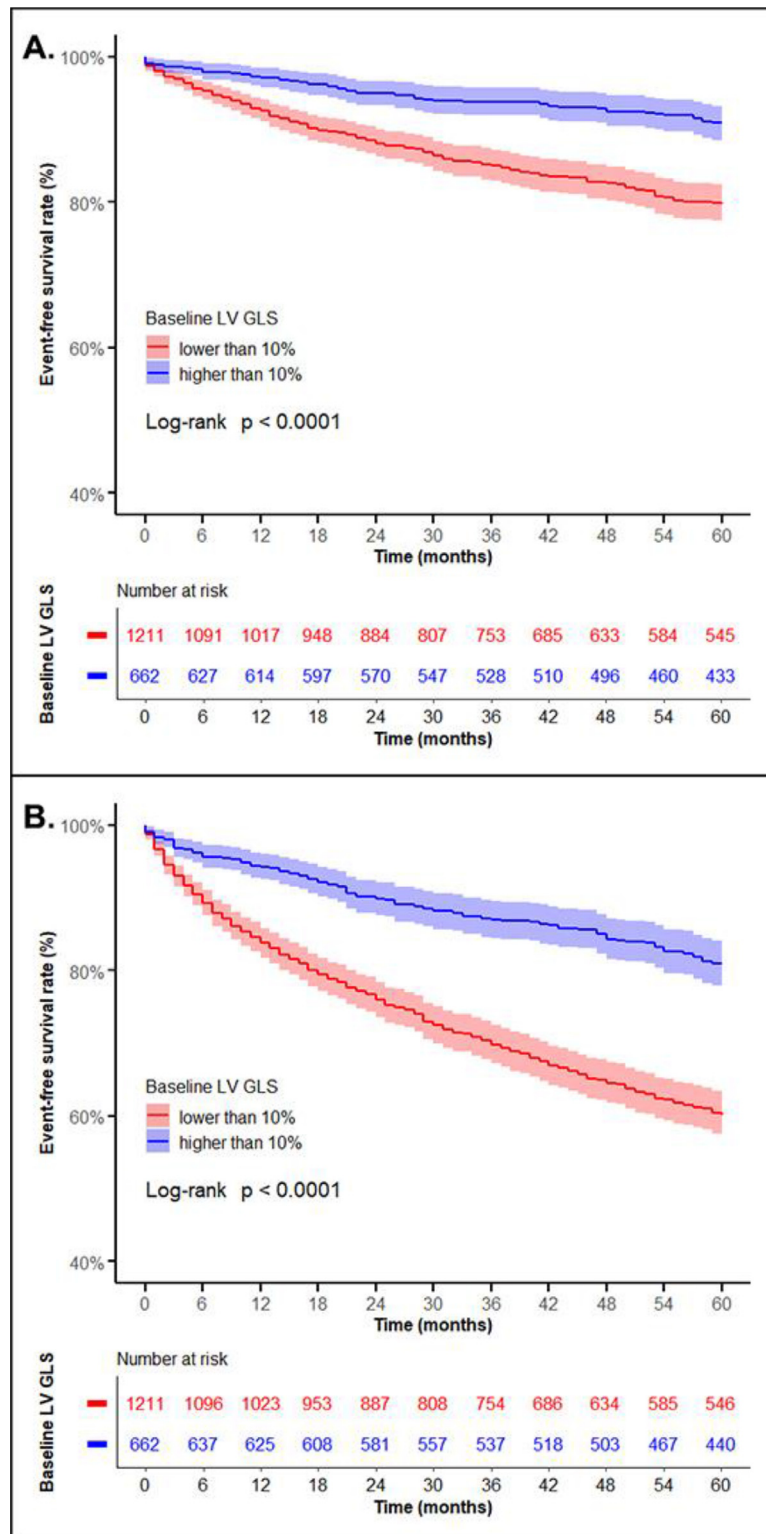 A.
100%
80%
60%
40%
Event-free survival rate (%)
Baseline LV GLS
lower than 10%
higher than 10%
Log-rank p < 0.0001
0 6 12 18 24 30 36 42 48 54 60
Time (months)
Number at risk
Baseline LV GLS
1211 1091 1017 948 884 807 753 685 633 584 545
662 627 614 597 570 547 528 510 496 460 433
0 6 12 18 24 30 36 42 48 54 60
Time (months)
B.
100%
80%
60%
40%
Event-free survival rate (%)
Baseline LV GLS
lower than 10%
higher than 10%
Log-rank p < 0.0001
0 6 12 18 24 30 36 42 48 54 60
Time (months)
Number at risk
Baseline LV GLS
1211 1096 1023 953 887 808 754 686 634 585 546
662 637 625 608 581 557 537 518 503 467 440
0 6 12 18 24 30 36 42 48 54 60
Time (months)